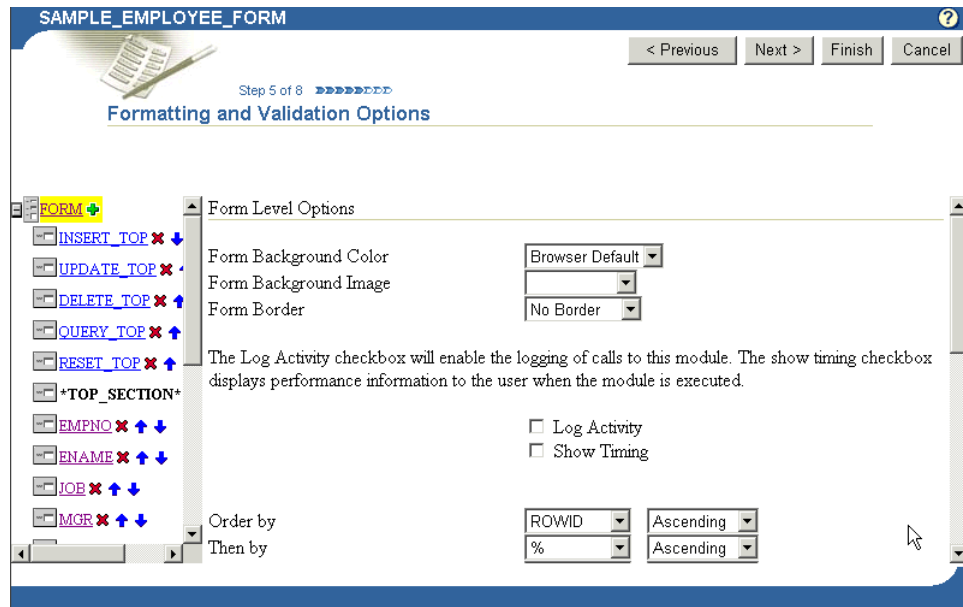 SAMPLE_EMPLOYEE_FORM
?
< Previous Next > Finish Cancel
Step 5 of 8
Formatting and Validation Options
FORM
INSERT_TOP
UPDATE_TOP
DELETE_TOP
QUERY_TOP
RESET_TOP
*TOP_SECTION*
EMPNO
ENAME
JOB
MGR
Form Level Options
Form Background Color Browser Default
Form Background Image
Form Border No Border
The Log Activity checkbox will enable the logging of calls to this module. The show timing checkbox
displays performance information to the user when the module is executed.
Log Activity
Show Timing
Order by ROWID Ascending
Then by % Ascending